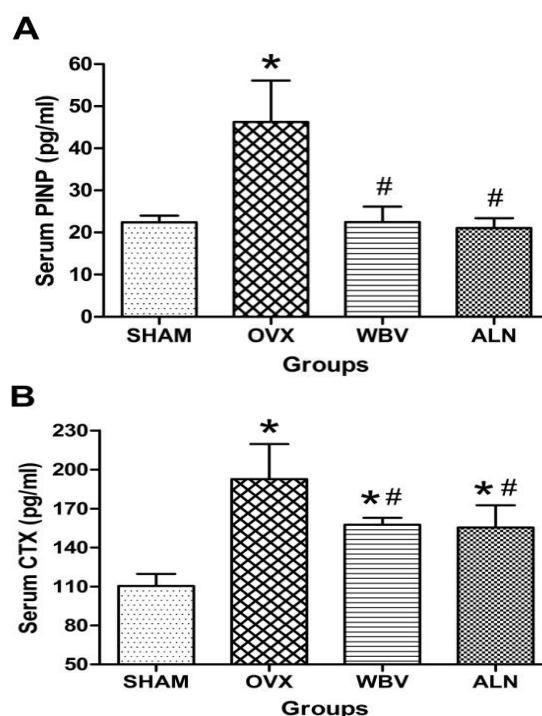 A
Serum PINP (pg/ml)
60
50
40
30
20
10
0
*
#
#
SHAM OVX WBV ALN
Groups
B
Serum CTX (pg/ml)
230
200
170
140
110
80
50
*
* #
* #
SHAM OVX WBV ALN
Groups